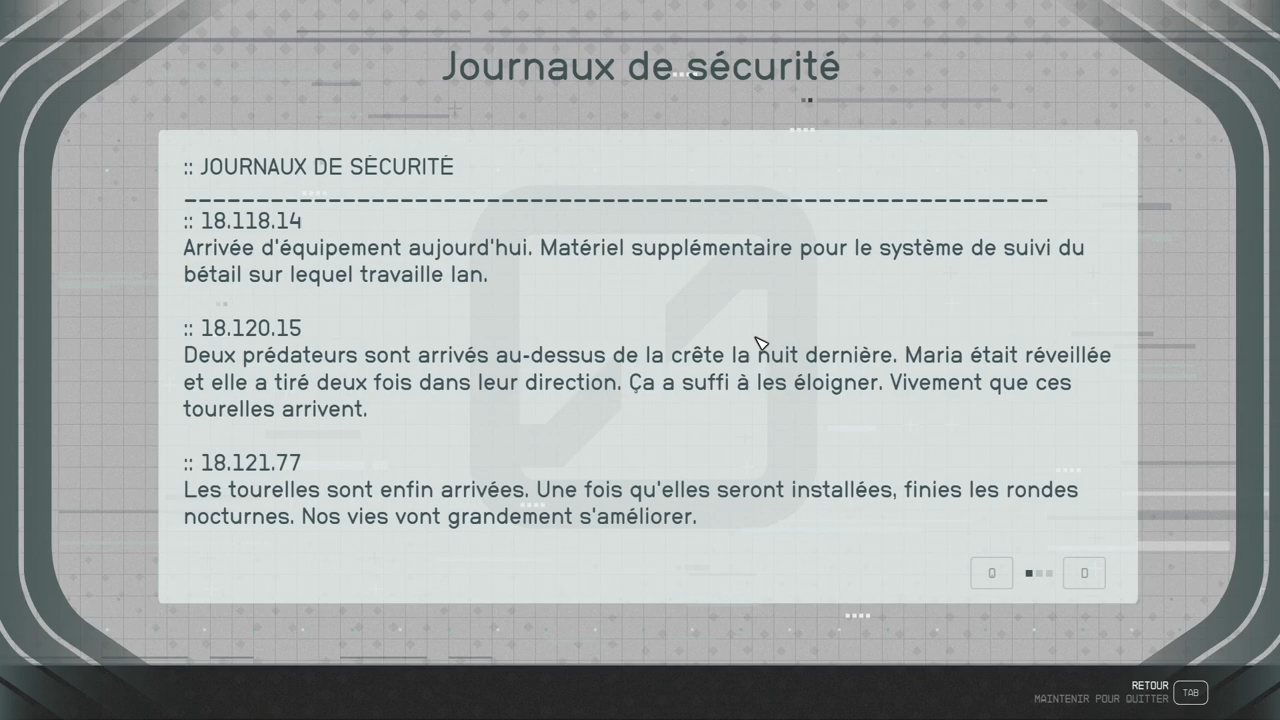 Journaux de sécurité
:: JOURNAUX DE SÉCURITÉ
:: 18.118.14
Arrivée d'équipement aujourd'hui. Matériel supplémentaire pour le système de suivi du
bétail sur lequel travaille Ian.
:: 18.120.15
Deux prédateurs sont arrivés au-dessus de la crête la nuit dernière. Maria était réveillée
et elle a tiré deux fois dans leur direction. Ça a suffi à les éloigner. Vivement que ces
tourelles arrivent.
:: 18.121.77
Les tourelles sont enfin arrivées. Une fois qu'elles seront installées, finies les rondes
nocturnes. Nos vies vont grandement s'améliorer.
RETOUR
MAINTENIR POUR QUITTER
TAB